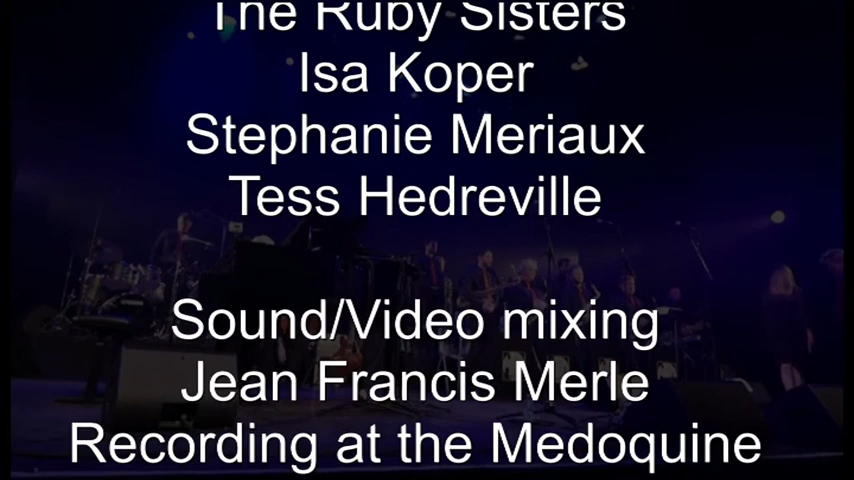 The Ruby Sisters
Isa Koper
Stephanie Meriaux
Tess Hedreville
Sound/Video mixing
Jean Francis Merle
Recording at the Medoquine